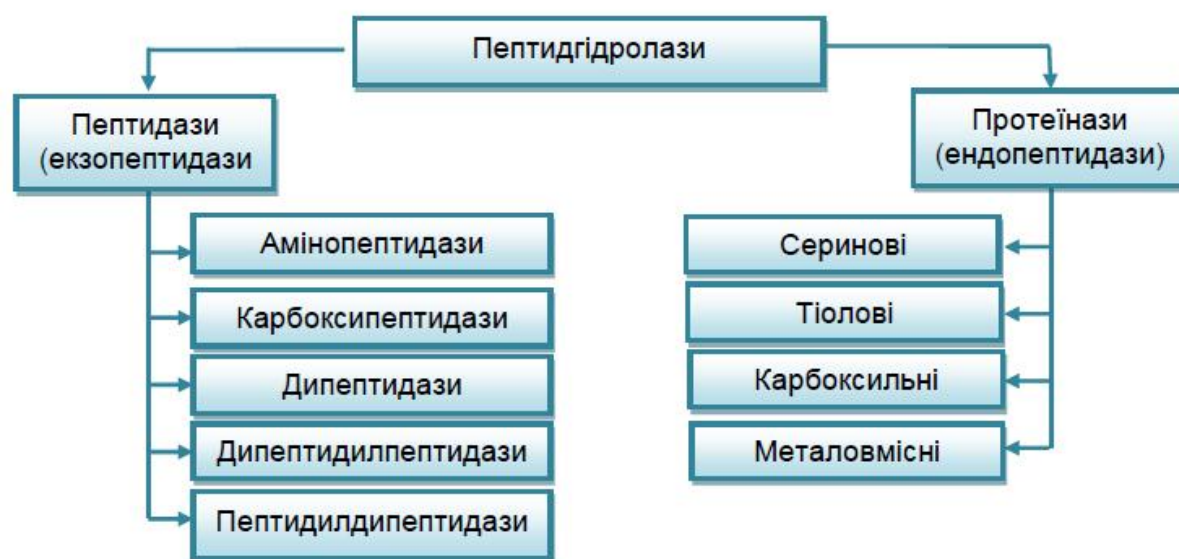 Пептидгідролази
Пептидази
(екзопептидази
Протеїнази
(ендопептидази)
Амінопептидази
Карбоксипептидази
Дипептидази
Дипептидилпептидази
Пептидилдипептидази
Серинові
Тіолові
Карбоксильні
Металовмісні